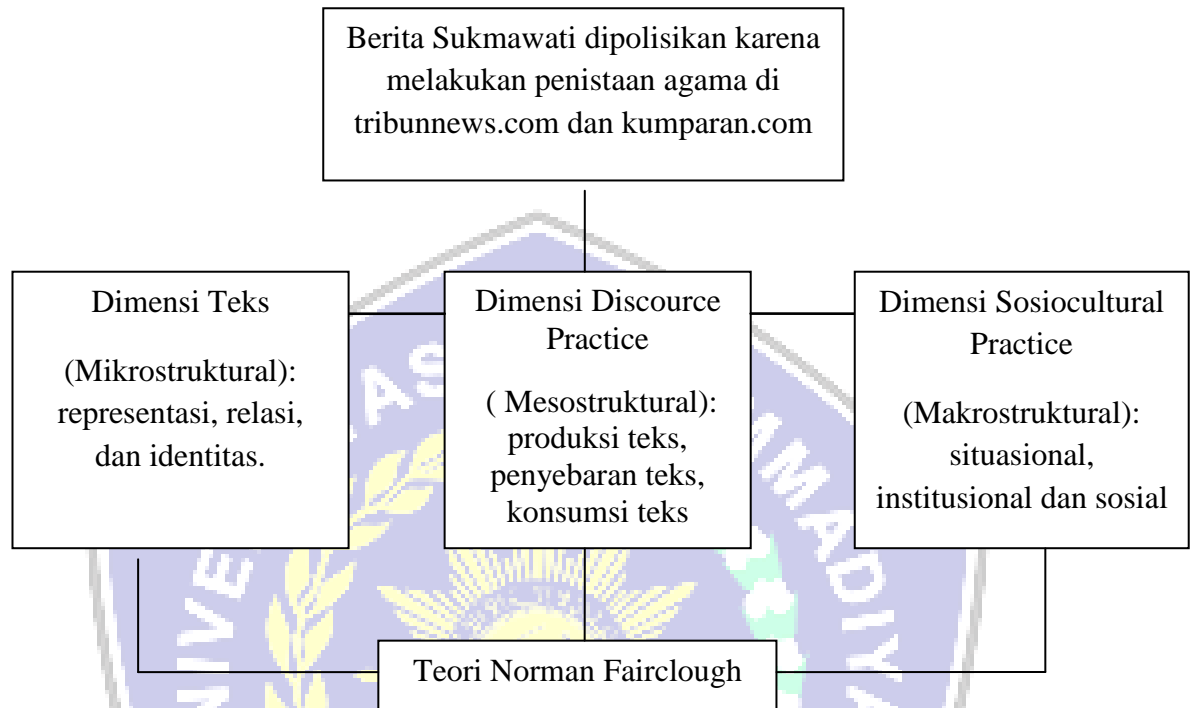 Berita Sukmawati dipolisikan karena
melakukan penistaan agama di
tribunnews.com dan kumparan.com
Dimensi Teks
(Mikrostruktural):
representasi, relasi,
dan identitas.
Dimensi Discource
Practice
( Mesostruktural):
produksi teks,
penyebaran teks,
konsumsi teks
Dimensi Sosiocultural
Practice
(Makrostruktural):
situasional,
institusional dan sosial
Teori Norman Fairclough